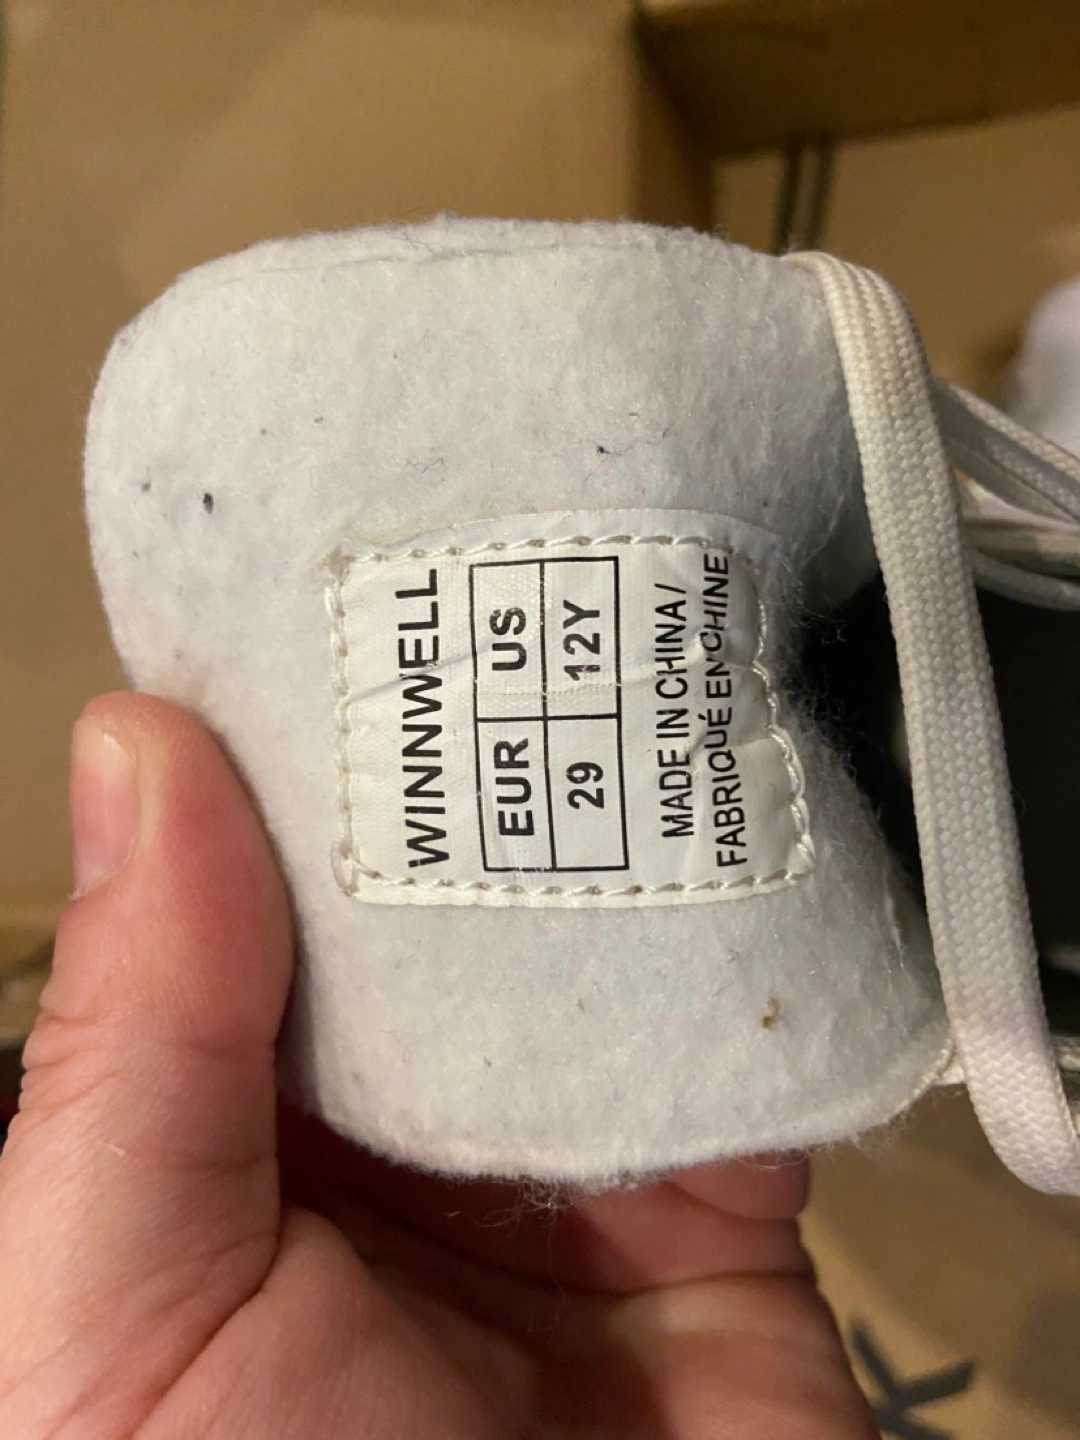 WINNWELL
EUR US
29 12Y
MADE IN CHINA /
FABRIQUÉ EN CHINE
K